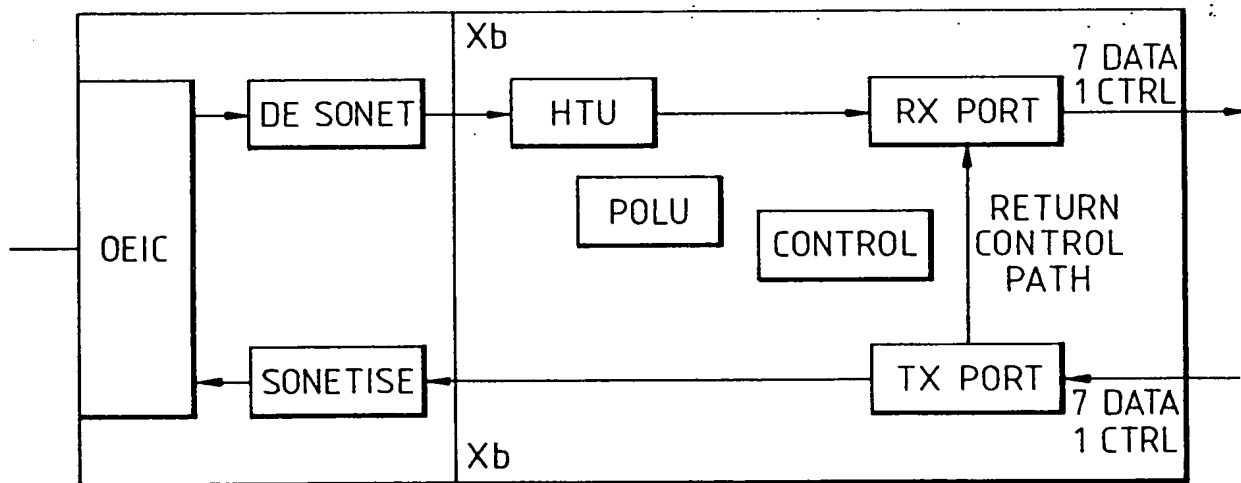 Xb
7 DATA
1 CTRL
DE SONET
HTU
RX PORT
POLU
OEIC
CONTROL
RETURN
CONTROL
PATH
SONETISE
TX PORT
7 DATA
1 CTRL
Xb